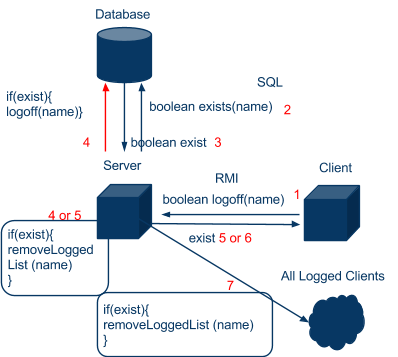 Database
SQL
if(exist){
logoff(name)}
boolean exists(name) 2
4
boolean exist 3
Server
RMI
Client
boolean logoff(name) 1
4 or 5
if(exist){
removeLogged
List (name)
}
exist 5 or 6
7
All Logged Clients
if(exist){
removeLoggedList (name)
}